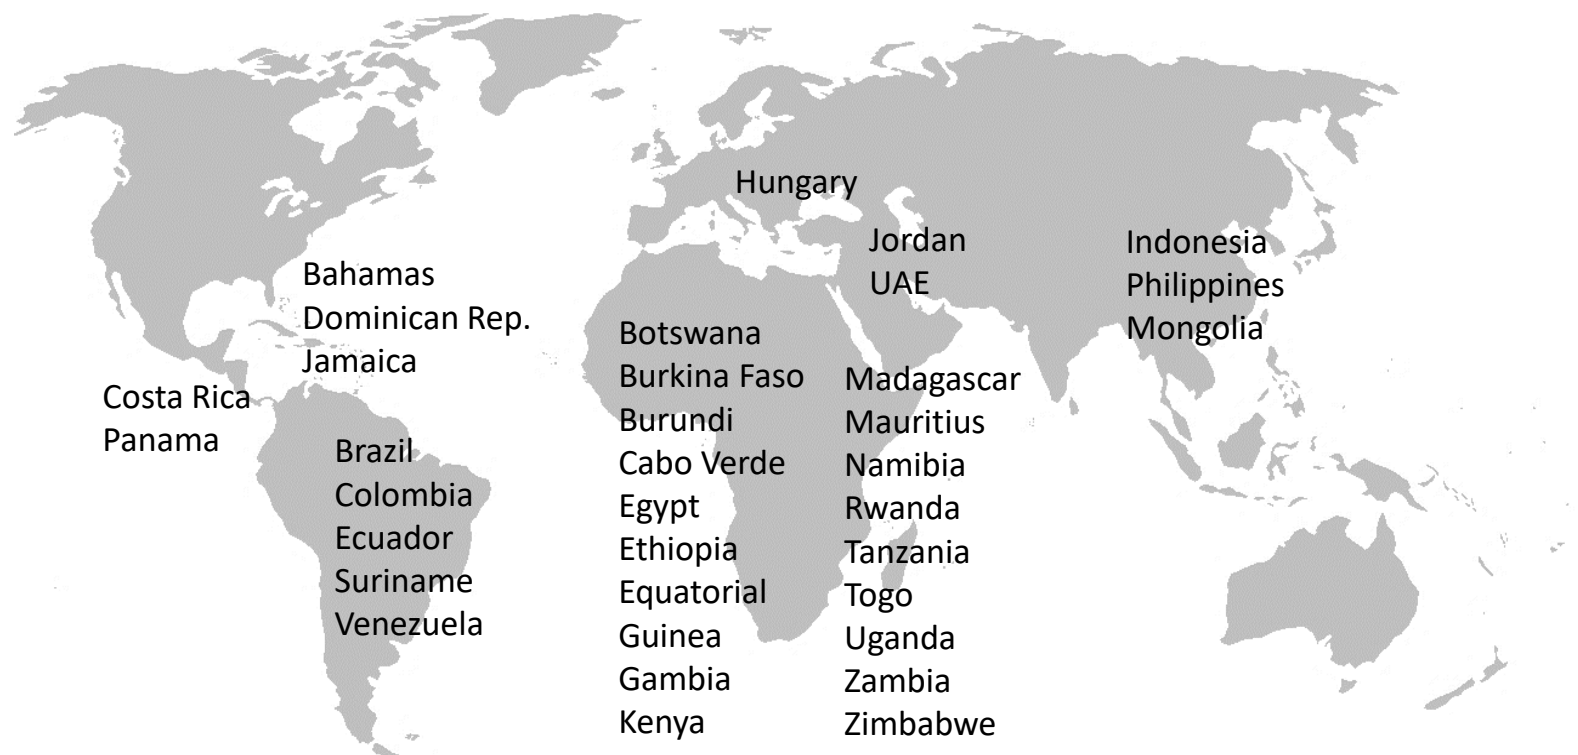 Hungary
Jordan
UAE
Indonesia
Philippines
Mongolia
Bahamas
Dominican Rep.
Jamaica
Costa Rica
Panama
Brazil
Colombia
Ecuador
Suriname
Venezuela
Botswana
Burkina Faso
Burundi
Cabo Verde
Egypt
Ethiopia
Equatorial
Guinea
Gambia
Kenya
Madagascar
Mauritius
Namibia
Rwanda
Tanzania
Togo
Uganda
Zambia
Zimbabwe